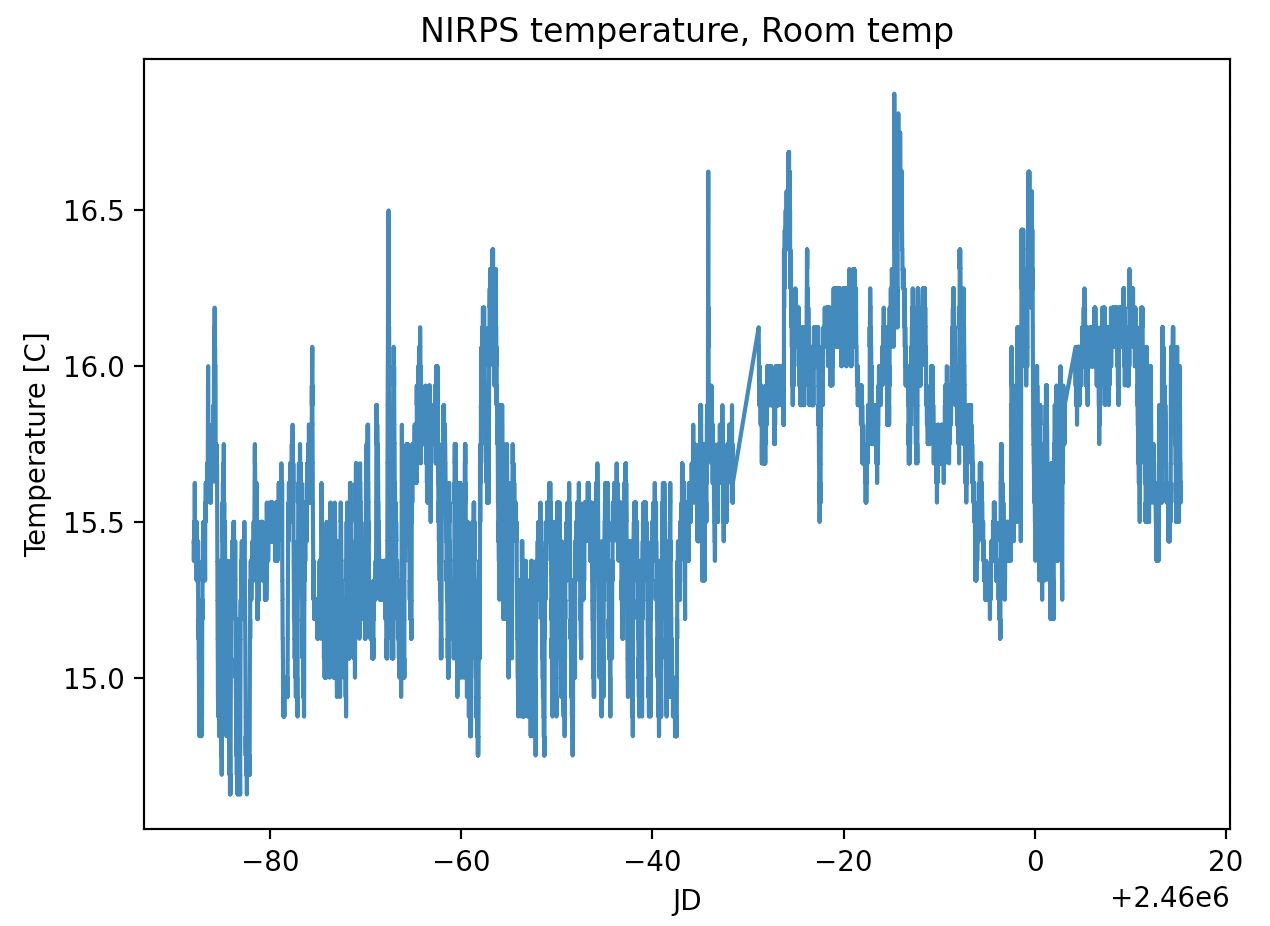 NIRPS temperature, Room temp
Temperature [C]
16.5
16.0
15.5
15.0
−80 −60 −40 −20 0 20
JD
+2.46e6